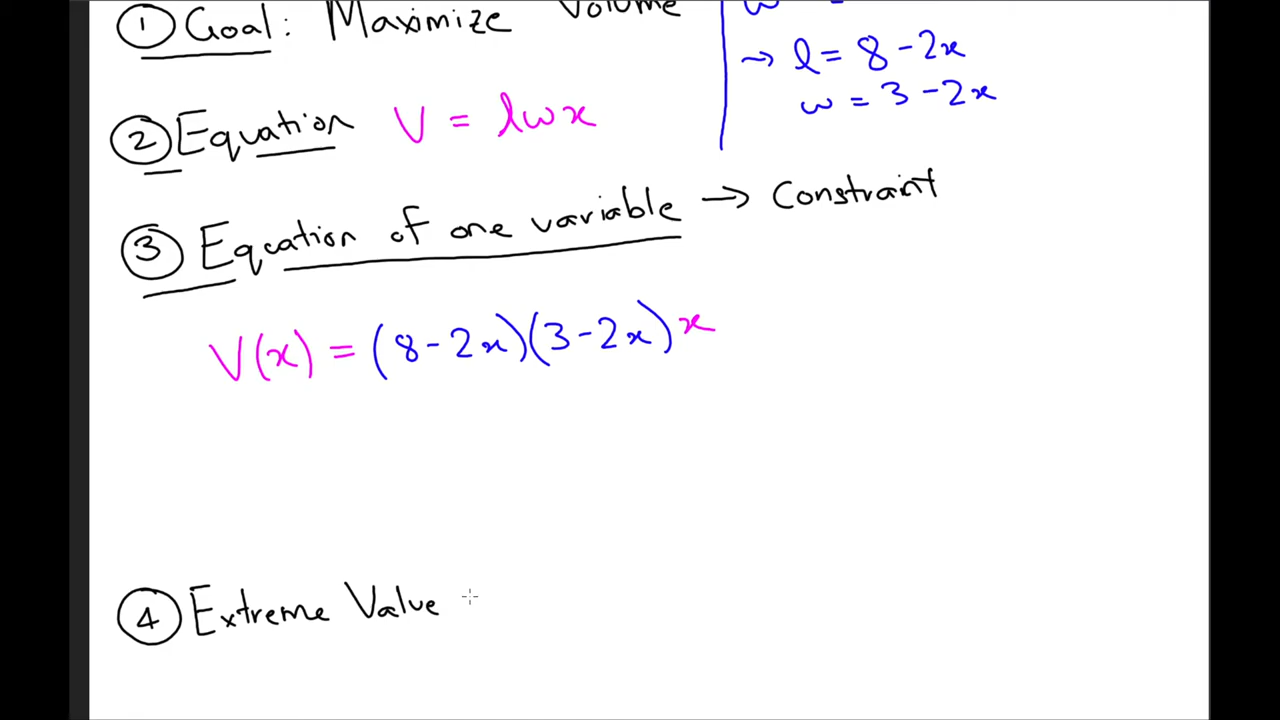 ① Goal: Maximize Volume
→ l = 8 - 2x
w = 3 - 2x
② Equation V = lwx
③ Equation of one variable → Constraint
V(x) = (8 - 2x)(3 - 2x)x
④ Extreme Value